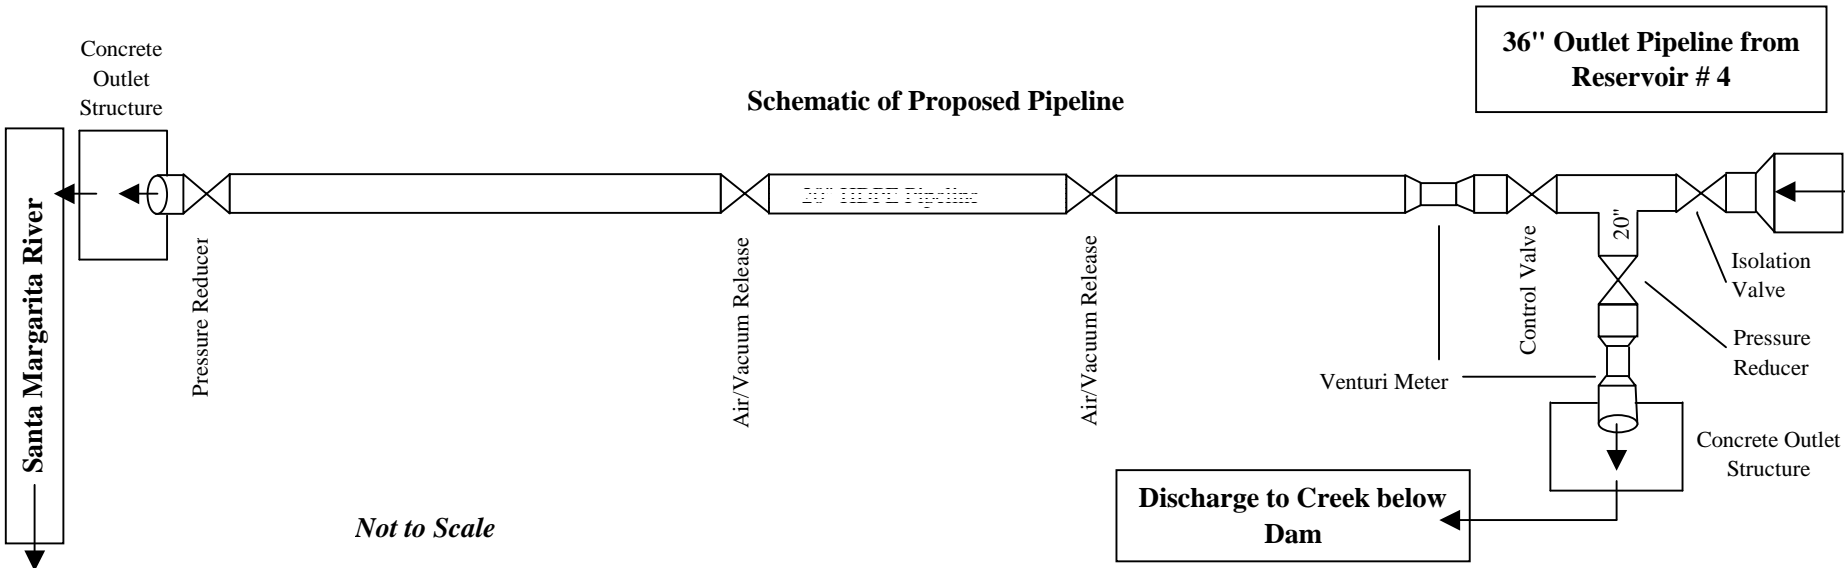 36" Outlet Pipeline from
Reservoir # 4
Concrete
Outlet
Structure
Schematic of Proposed Pipeline
Santa Margarita River
20" HDPE Pipeline
20"
Pressure Reducer
Air/Vacuum Release
Air/Vacuum Release
Control Valve
Isolation
Valve
Pressure
Reducer
Venturi Meter
Concrete Outlet
Structure
Discharge to Creek below
Dam
Not to Scale